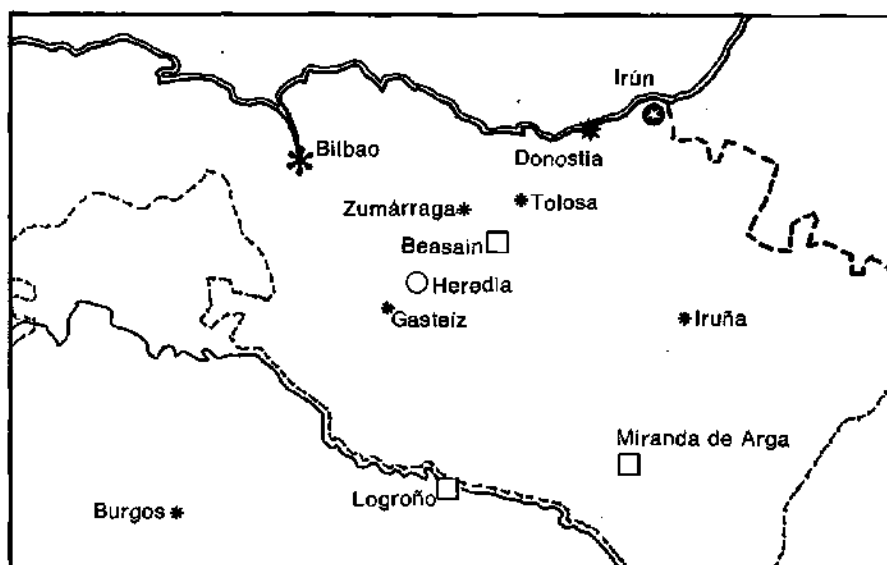 Irún
Bilbao
Donostia
Zumárraga
Tolosa
Beasain
Heredia
Gasteiz
Iruña
Miranda de Arga
Logroño
Burgos